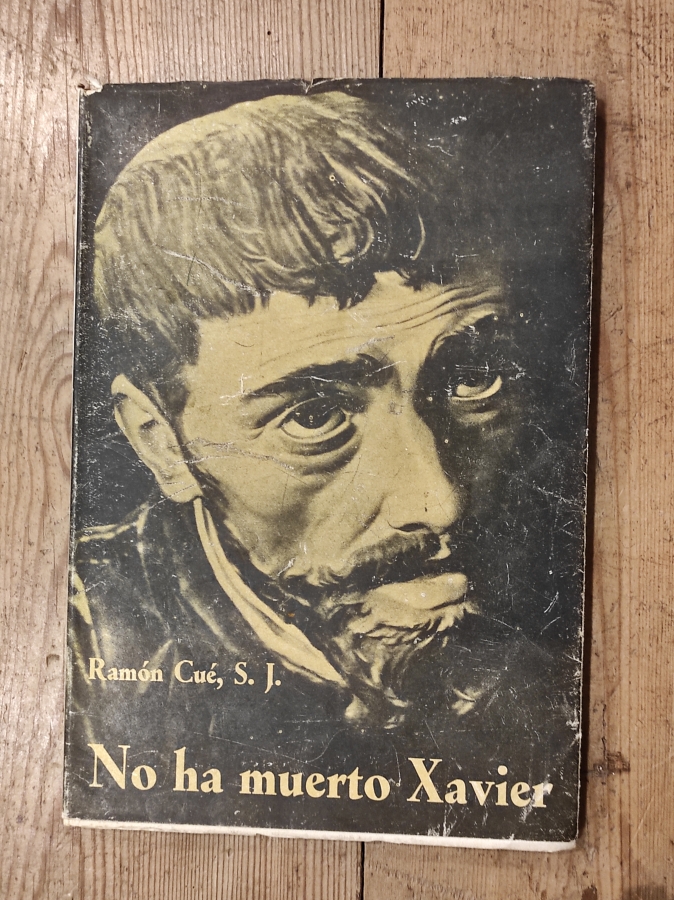 Ramón Cué, S. J.
No ha muerto Xavier